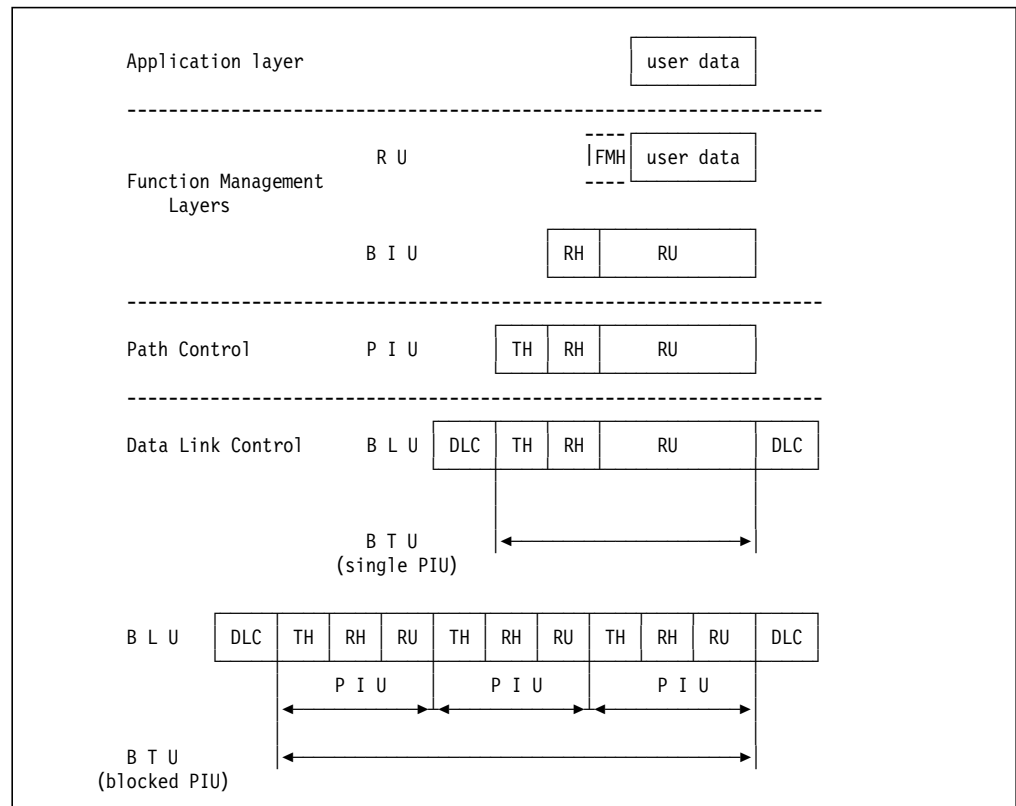 Application layer user data
R U FMH user data
Function Management
Layers
B I U RH RU
Path Control P I U TH RH RU
Data Link Control B L U DLC TH RH RU DLC
B T U
(single PIU)
B L U DLC TH RH RU TH RH RU TH RH RU DLC
P I U P I U P I U
B T U
(blocked PIU)